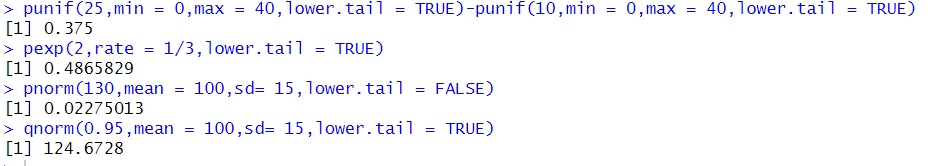 > punif(25,min = 0,max = 40,lower.tail = TRUE)-punif(10,min = 0,max = 40,lower.tail = TRUE)
[1] 0.375
> pexp(2,rate = 1/3,lower.tail = TRUE)
[1] 0.4865829
> pnorm(130,mean = 100,sd= 15,lower.tail = FALSE)
[1] 0.02275013
> qnorm(0.95,mean = 100,sd= 15,lower.tail = TRUE)
[1] 124.6728